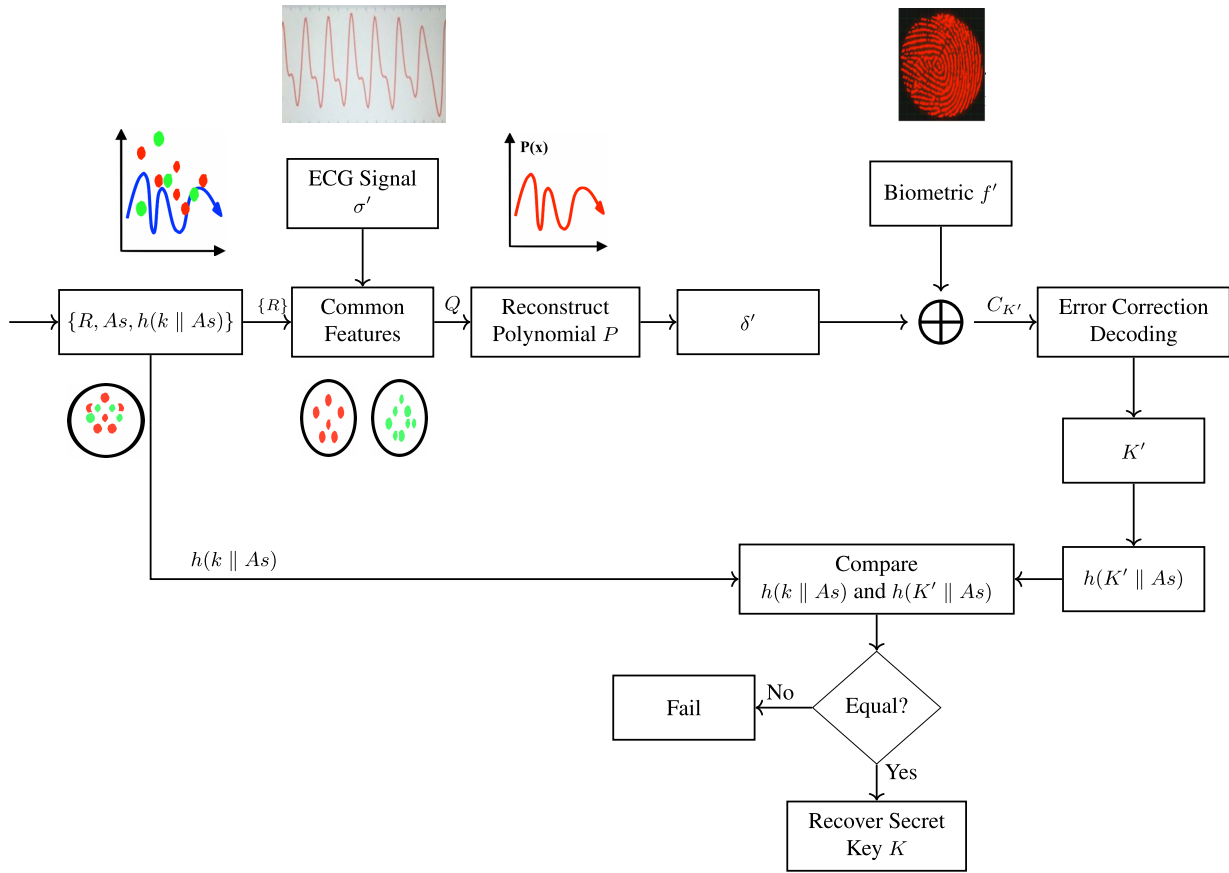 P(x)
ECG Signal
σ′
Biometric f′
{R, As, h(k ∥ As)}
{R}
Common
Features
Q
Reconstruct
Polynomial P
δ′
C_{K′}
Error Correction
Decoding
K′
h(k ∥ As)
Compare
h(k ∥ As) and h(K′ ∥ As)
h(K′ ∥ As)
Equal?
No
Fail
Yes
Recover Secret
Key K